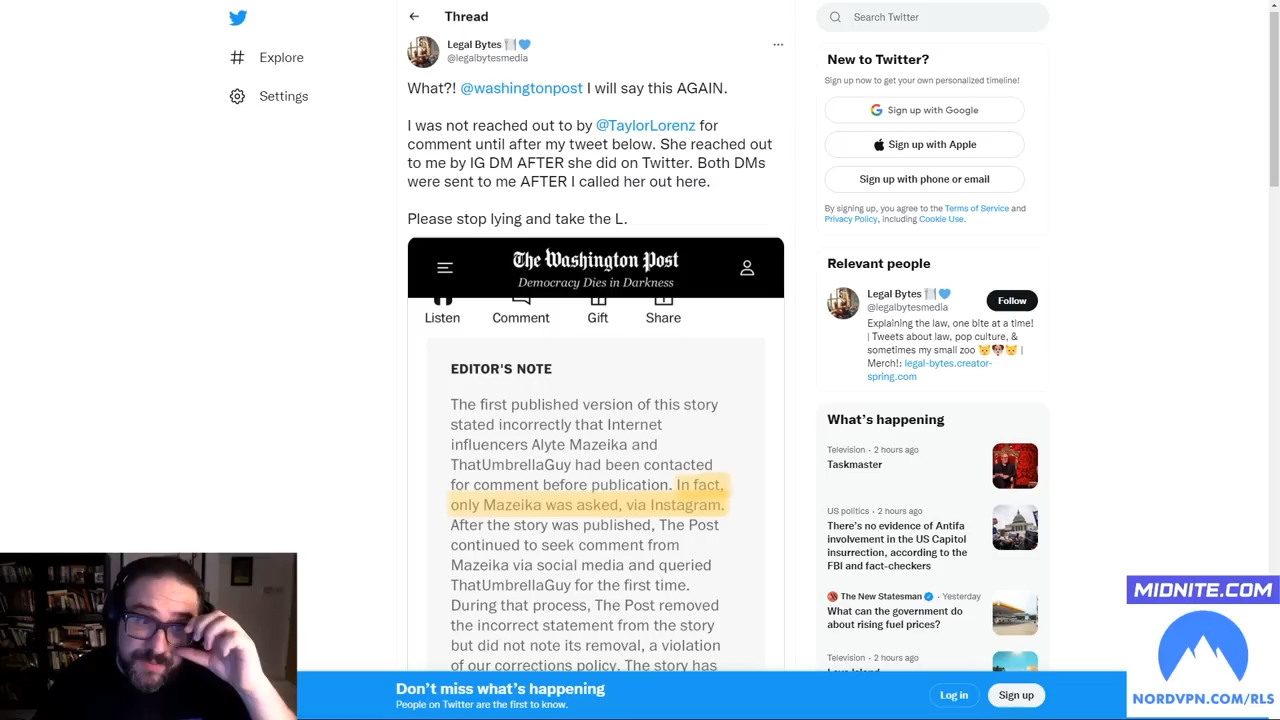 Explore
Settings
Thread
Legal Bytes
@legalbytesmedia
What?! @washingtonpost I will say this AGAIN.
I was not reached out to by @TaylorLorenz for
comment until after my tweet below. She reached out
to me by IG DM AFTER she did on Twitter. Both DMs
were sent to me AFTER I called her out here.
Please stop lying and take the L.
The Washington Post
Democracy Dies in Darkness
Listen
Comment
Gift
Share
EDITOR'S NOTE
The first published version of this story
stated incorrectly that Internet
influencers Alyte Mazeika and
ThatUmbrellaGuy had been contacted
for comment before publication. In fact,
only Mazeika was asked, via Instagram.
After the story was published, The Post
continued to seek comment from
Mazeika via social media and queried
ThatUmbrellaGuy for the first time.
During that process, The Post removed
the incorrect statement from the story
but did not note its removal, a violation
of our corrections policy. The story has
Search Twitter
New to Twitter?
Sign up now to get your own personalized timeline!
Sign up with Google
Sign up with Apple
Sign up with phone or email
By signing up, you agree to the Terms of Service and
Privacy Policy, including Cookie Use.
Relevant people
Legal Bytes
@legalbytesmedia
Follow
Explaining the law, one bite at a time!
| Tweets about law, pop culture, &
sometimes my small zoo 🐱🐶🐱 |
Merch!: legal-bytes.creator-
spring.com
What's happening
Television · 2 hours ago
Taskmaster
US politics · 2 hours ago
There's no evidence of Antifa
involvement in the US Capitol
insurrection, according to the
FBI and fact-checkers
The New Statesman · Yesterday
What can the government do
about rising fuel prices?
Television · 2 hours ago
Love Island
Don't miss what's happening
People on Twitter are the first to know.
Log in
Sign up
MIDNITE.COM
NORDVPN.COM/RLS